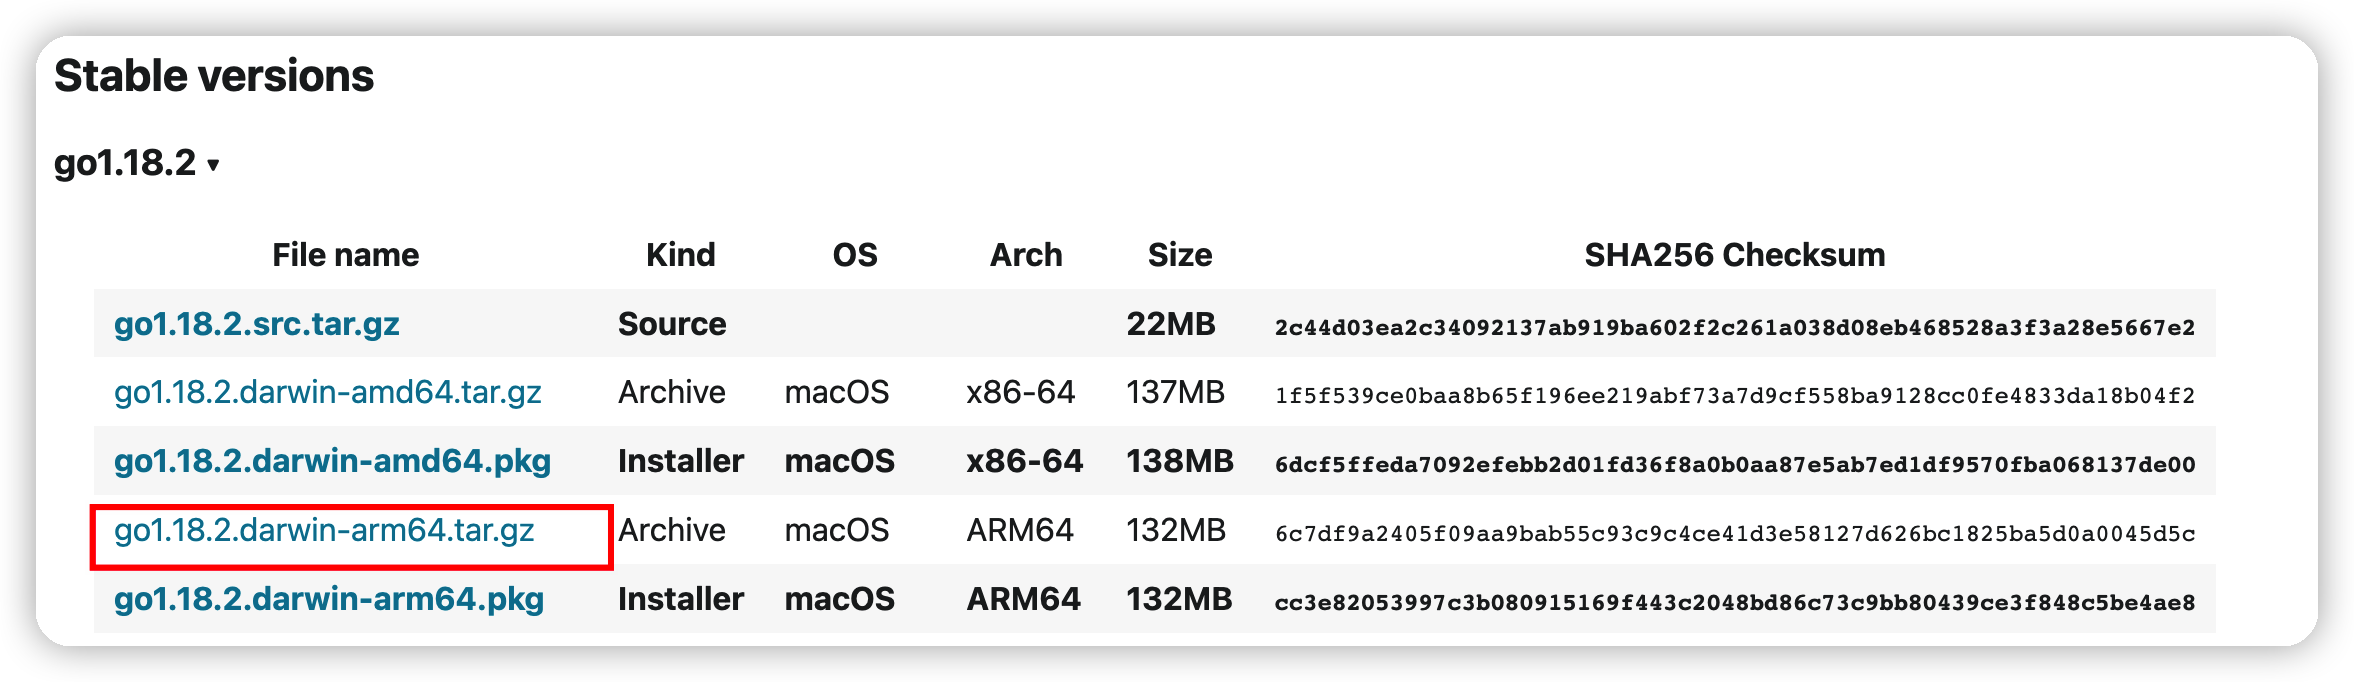 Stable versions
go1.18.2 ▾
File name Kind OS Arch Size SHA256 Checksum
go1.18.2.src.tar.gz Source 22MB 2c44d03ea2c34092137ab919ba602f2c261a038d08eb468528a3f3a28e5667e2
go1.18.2.darwin-amd64.tar.gz Archive macOS x86-64 137MB 1f5f539ce0baa8b65f196ee219abf73a7d9cf558ba9128cc0fe4833da18b04f2
go1.18.2.darwin-amd64.pkg Installer macOS x86-64 138MB 6dcf5ffeda7092efebb2d01fd36f8a0b0aa87e5ab7ed1df9570fba068137de00
go1.18.2.darwin-arm64.tar.gz Archive macOS ARM64 132MB 6c7df9a2405f09aa9bab55c93c9c4ce41d3e58127d626bc1825ba5d0a0045d5c
go1.18.2.darwin-arm64.pkg Installer macOS ARM64 132MB cc3e82053997c3b080915169f443c2048bd86c73c9bb80439ce3f848c5be4ae8